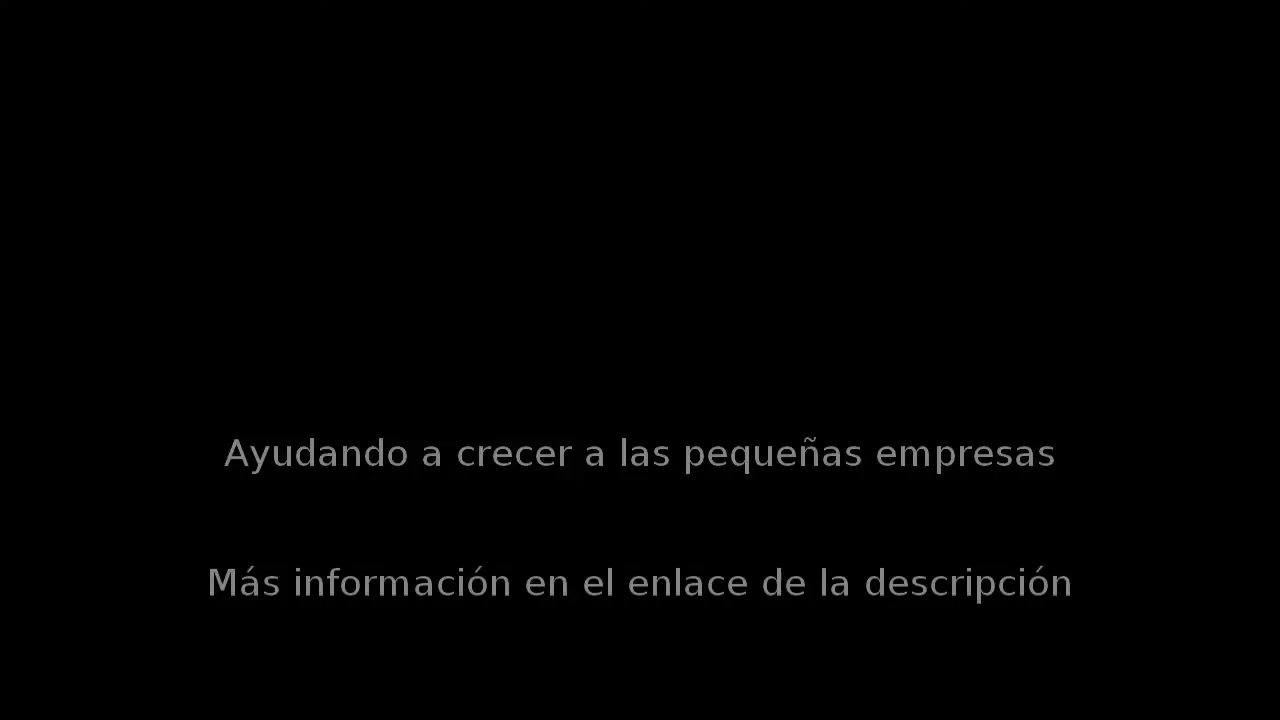 Ayudando a crecer a las pequeñas empresas
Más información en el enlace de la descripción